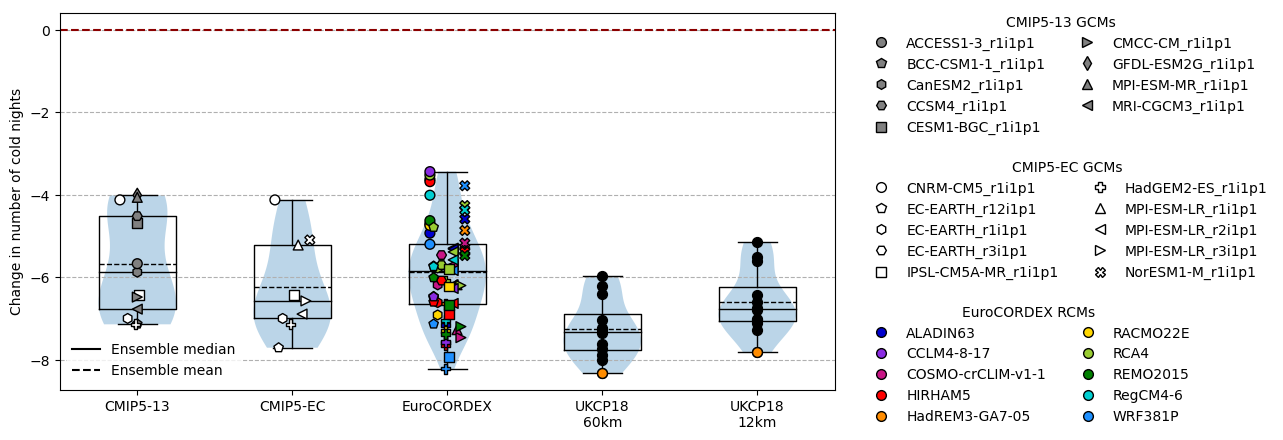 Change in number of cold nights
0
−2
−4
−6
−8
Ensemble median
Ensemble mean
CMIP5-13
CMIP5-EC
EuroCORDEX
UKCP18
60km
UKCP18
12km
CMIP5-13 GCMs
ACCESS1-3_r1i1p1
BCC-CSM1-1_r1i1p1
CanESM2_r1i1p1
CCSM4_r1i1p1
CESM1-BGC_r1i1p1
CMCC-CM_r1i1p1
GFDL-ESM2G_r1i1p1
MPI-ESM-MR_r1i1p1
MRI-CGCM3_r1i1p1
CMIP5-EC GCMs
CNRM-CM5_r1i1p1
EC-EARTH_r12i1p1
EC-EARTH_r1i1p1
EC-EARTH_r3i1p1
IPSL-CM5A-MR_r1i1p1
HadGEM2-ES_r1i1p1
MPI-ESM-LR_r1i1p1
MPI-ESM-LR_r2i1p1
MPI-ESM-LR_r3i1p1
NorESM1-M_r1i1p1
EuroCORDEX RCMs
ALADIN63
CCLM4-8-17
COSMO-crCLIM-v1-1
HIRHAM5
HadREM3-GA7-05
RACMO22E
RCA4
REMO2015
RegCM4-6
WRF381P